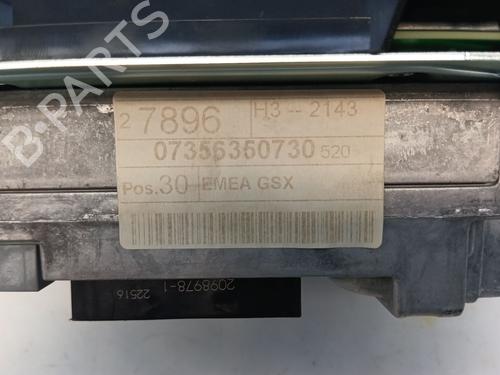 B-PARTS
2 7896 H3 -- 2143
07356350730 520
Pos.30 EMEA GSX
2098978-1
22516